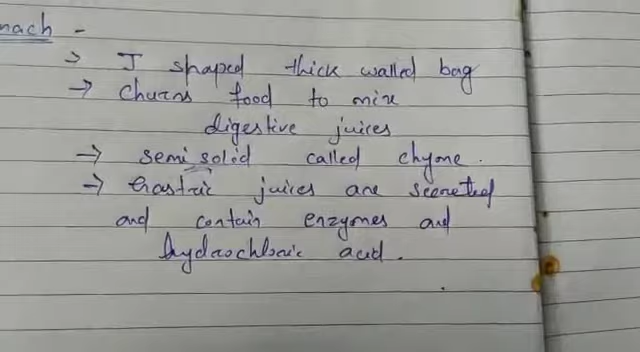 mach -
> J shaped thick walled bag
→ Churns food to mix
digestive juices
→ semi solid called chyme.
→ Gastric juices are secreted
and contain enzymes and
hydrochloric acid.